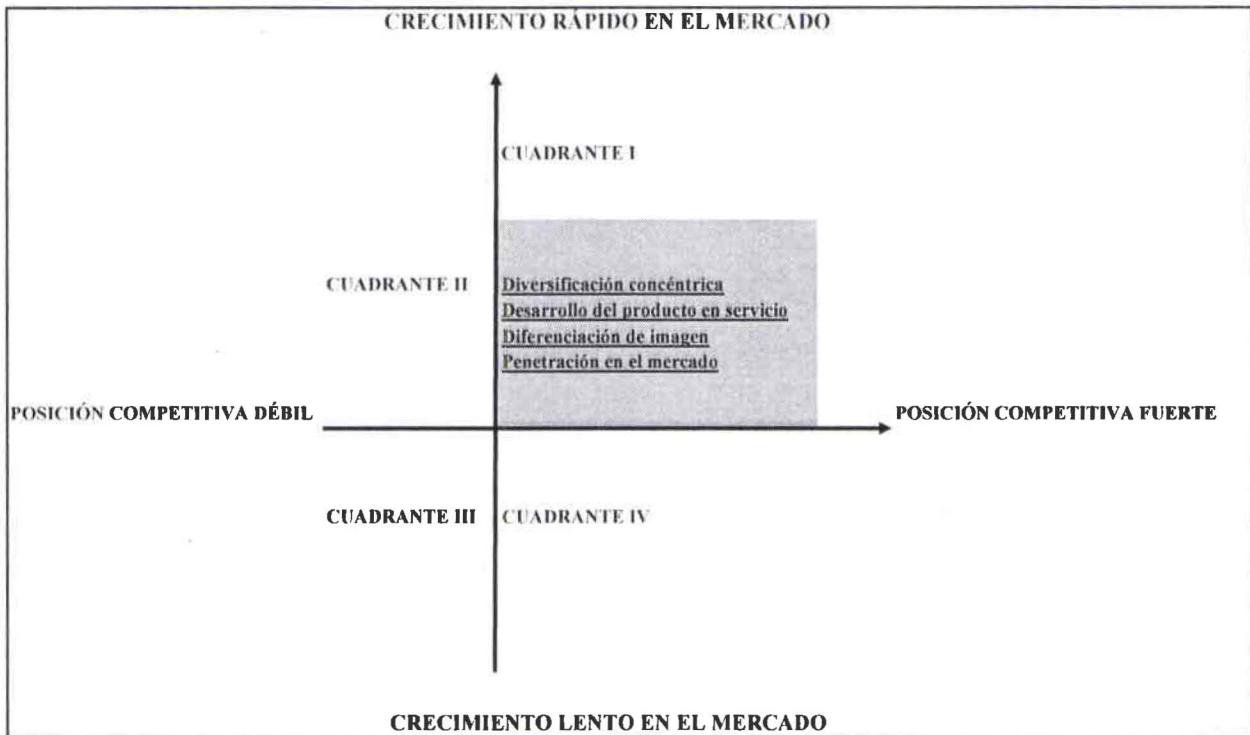 CRECIMIENTO RÁPIDO EN EL MERCADO
CUADRANTE I
CUADRANTE II
Diversificación concéntrica
Desarrollo del producto en servicio
Diferenciación de imagen
Penetración en el mercado
POSICIÓN COMPETITIVA DÉBIL
POSICIÓN COMPETITIVA FUERTE
CUADRANTE III
CUADRANTE IV
CRECIMIENTO LENTO EN EL MERCADO